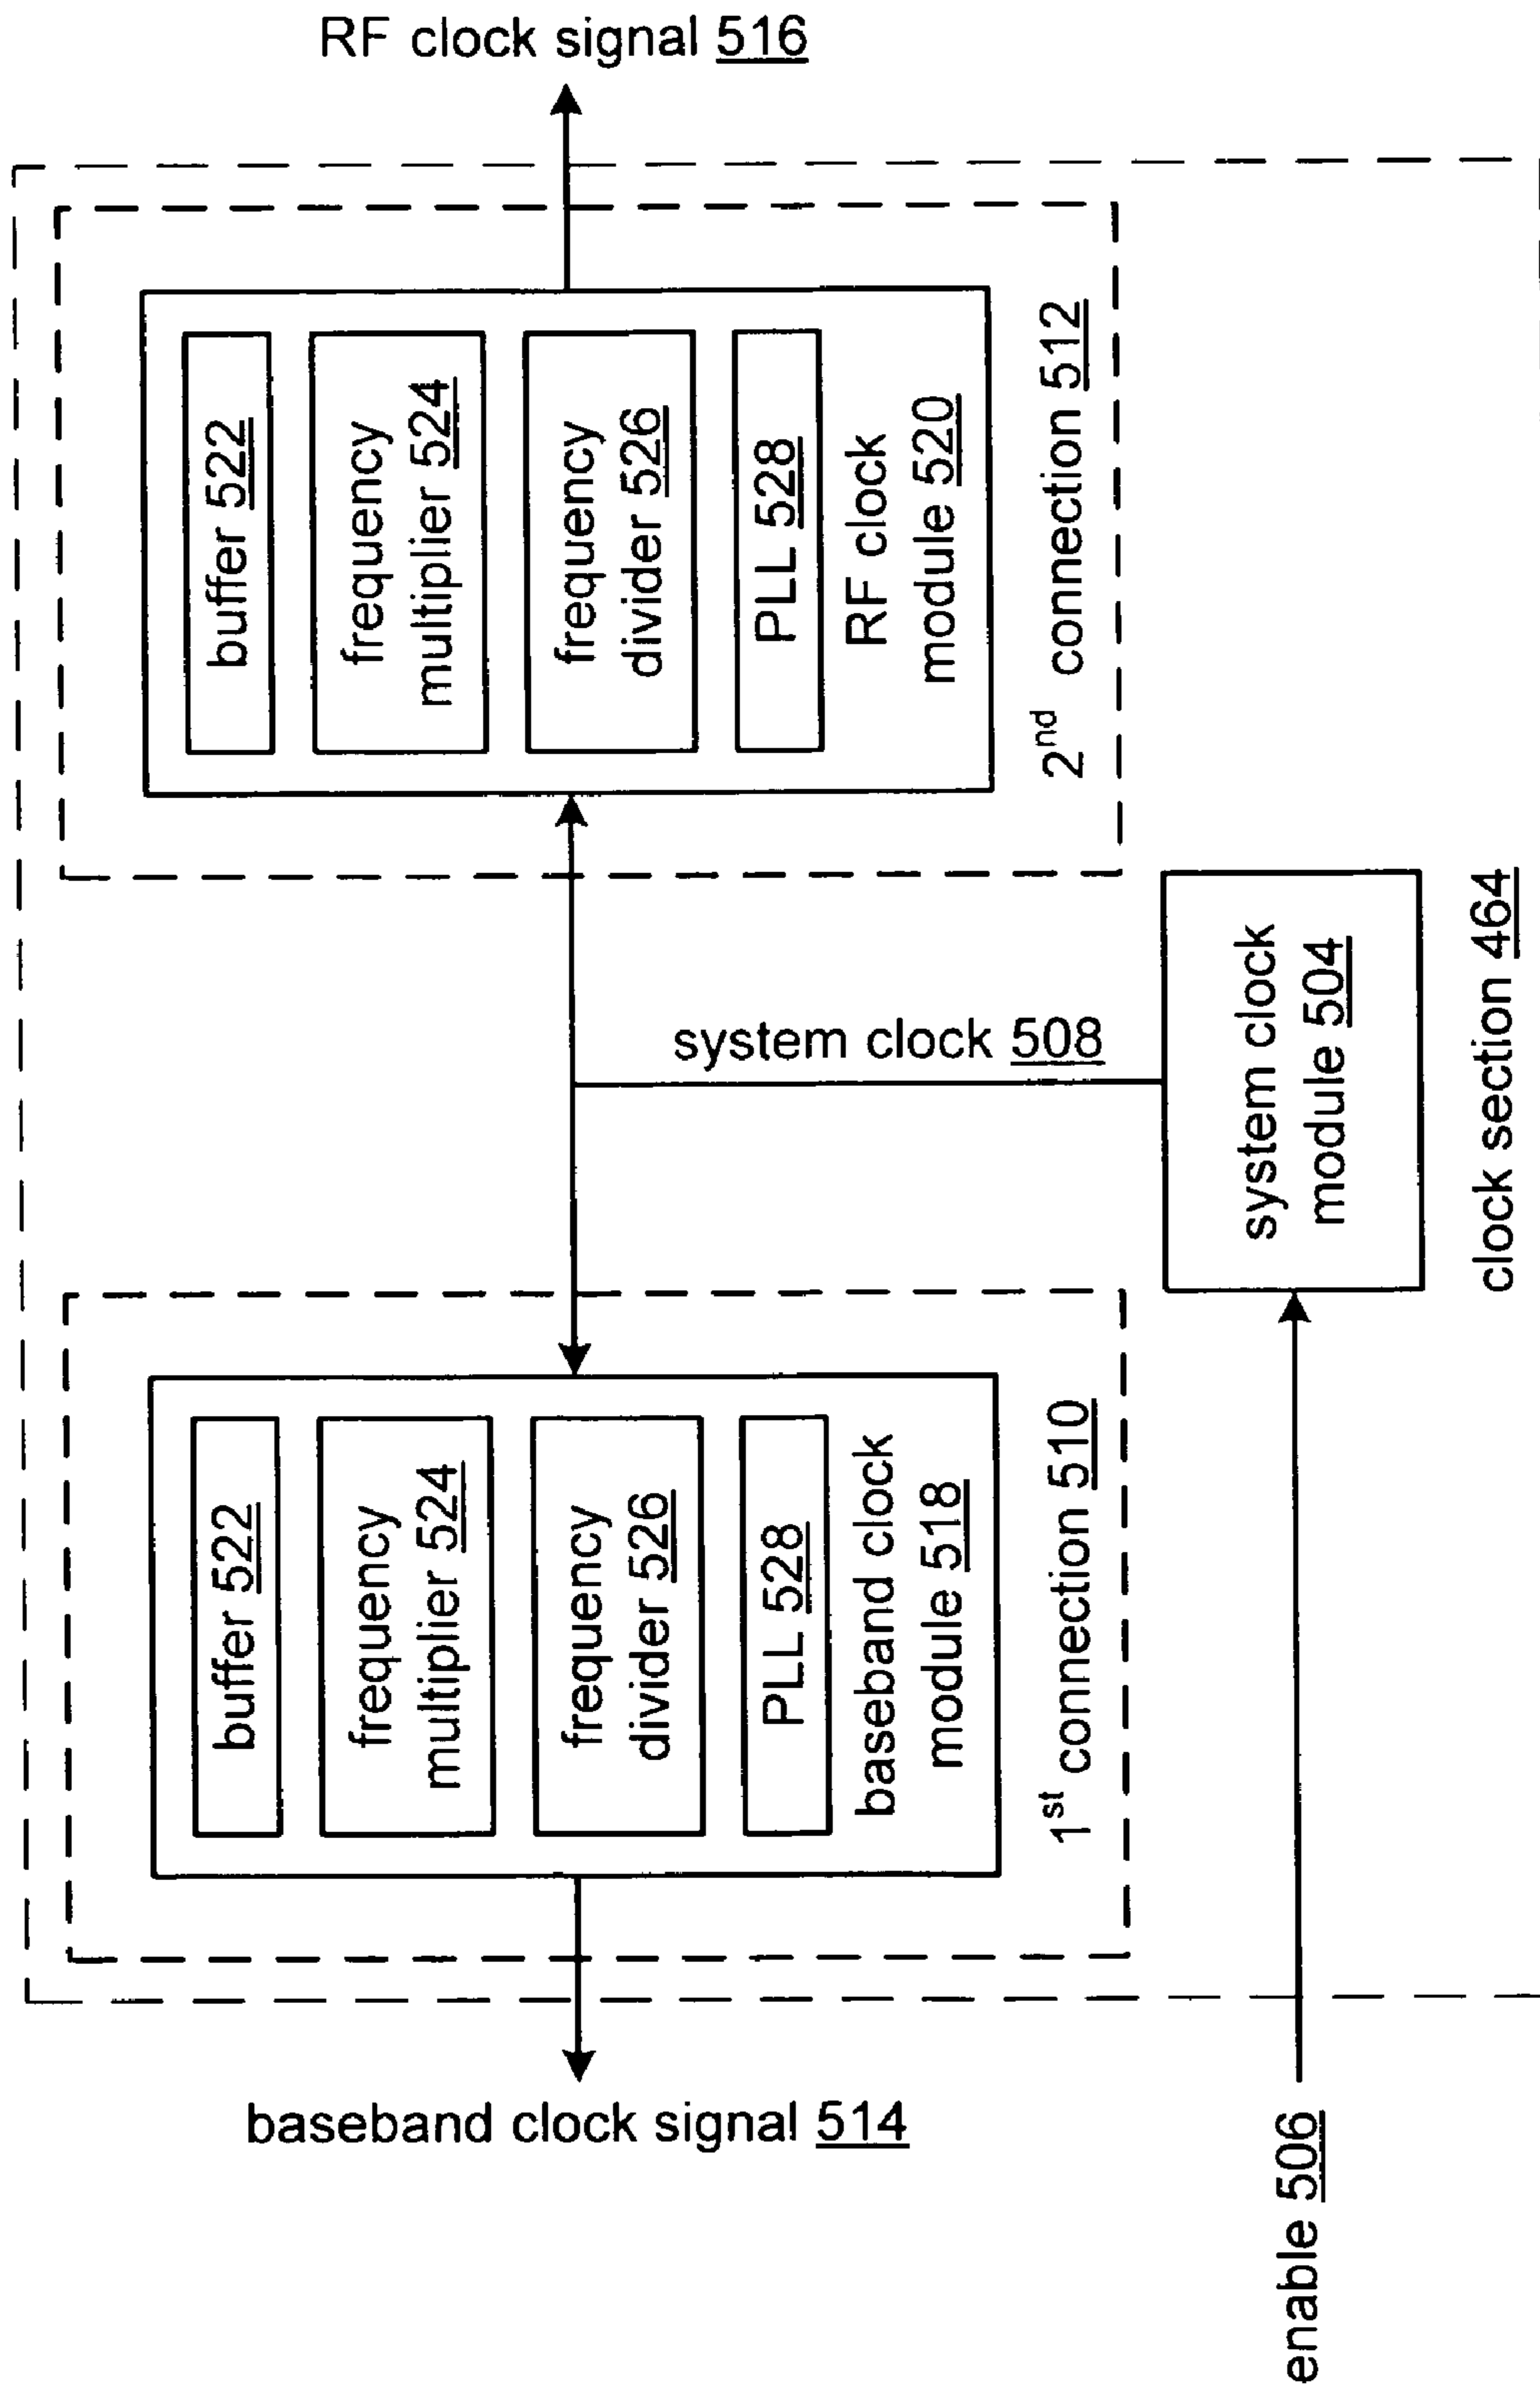 RF clock signal 516
buffer 522
frequency
multiplier 524
frequency
divider 526
PLL 528
RF clock
module 520
2nd connection 512
system clock 508
system clock
module 504
clock section 464
buffer 522
frequency
multiplier 524
frequency
divider 526
PLL 528
baseband clock
module 518
1st connection 510
baseband clock signal 514
enable 506